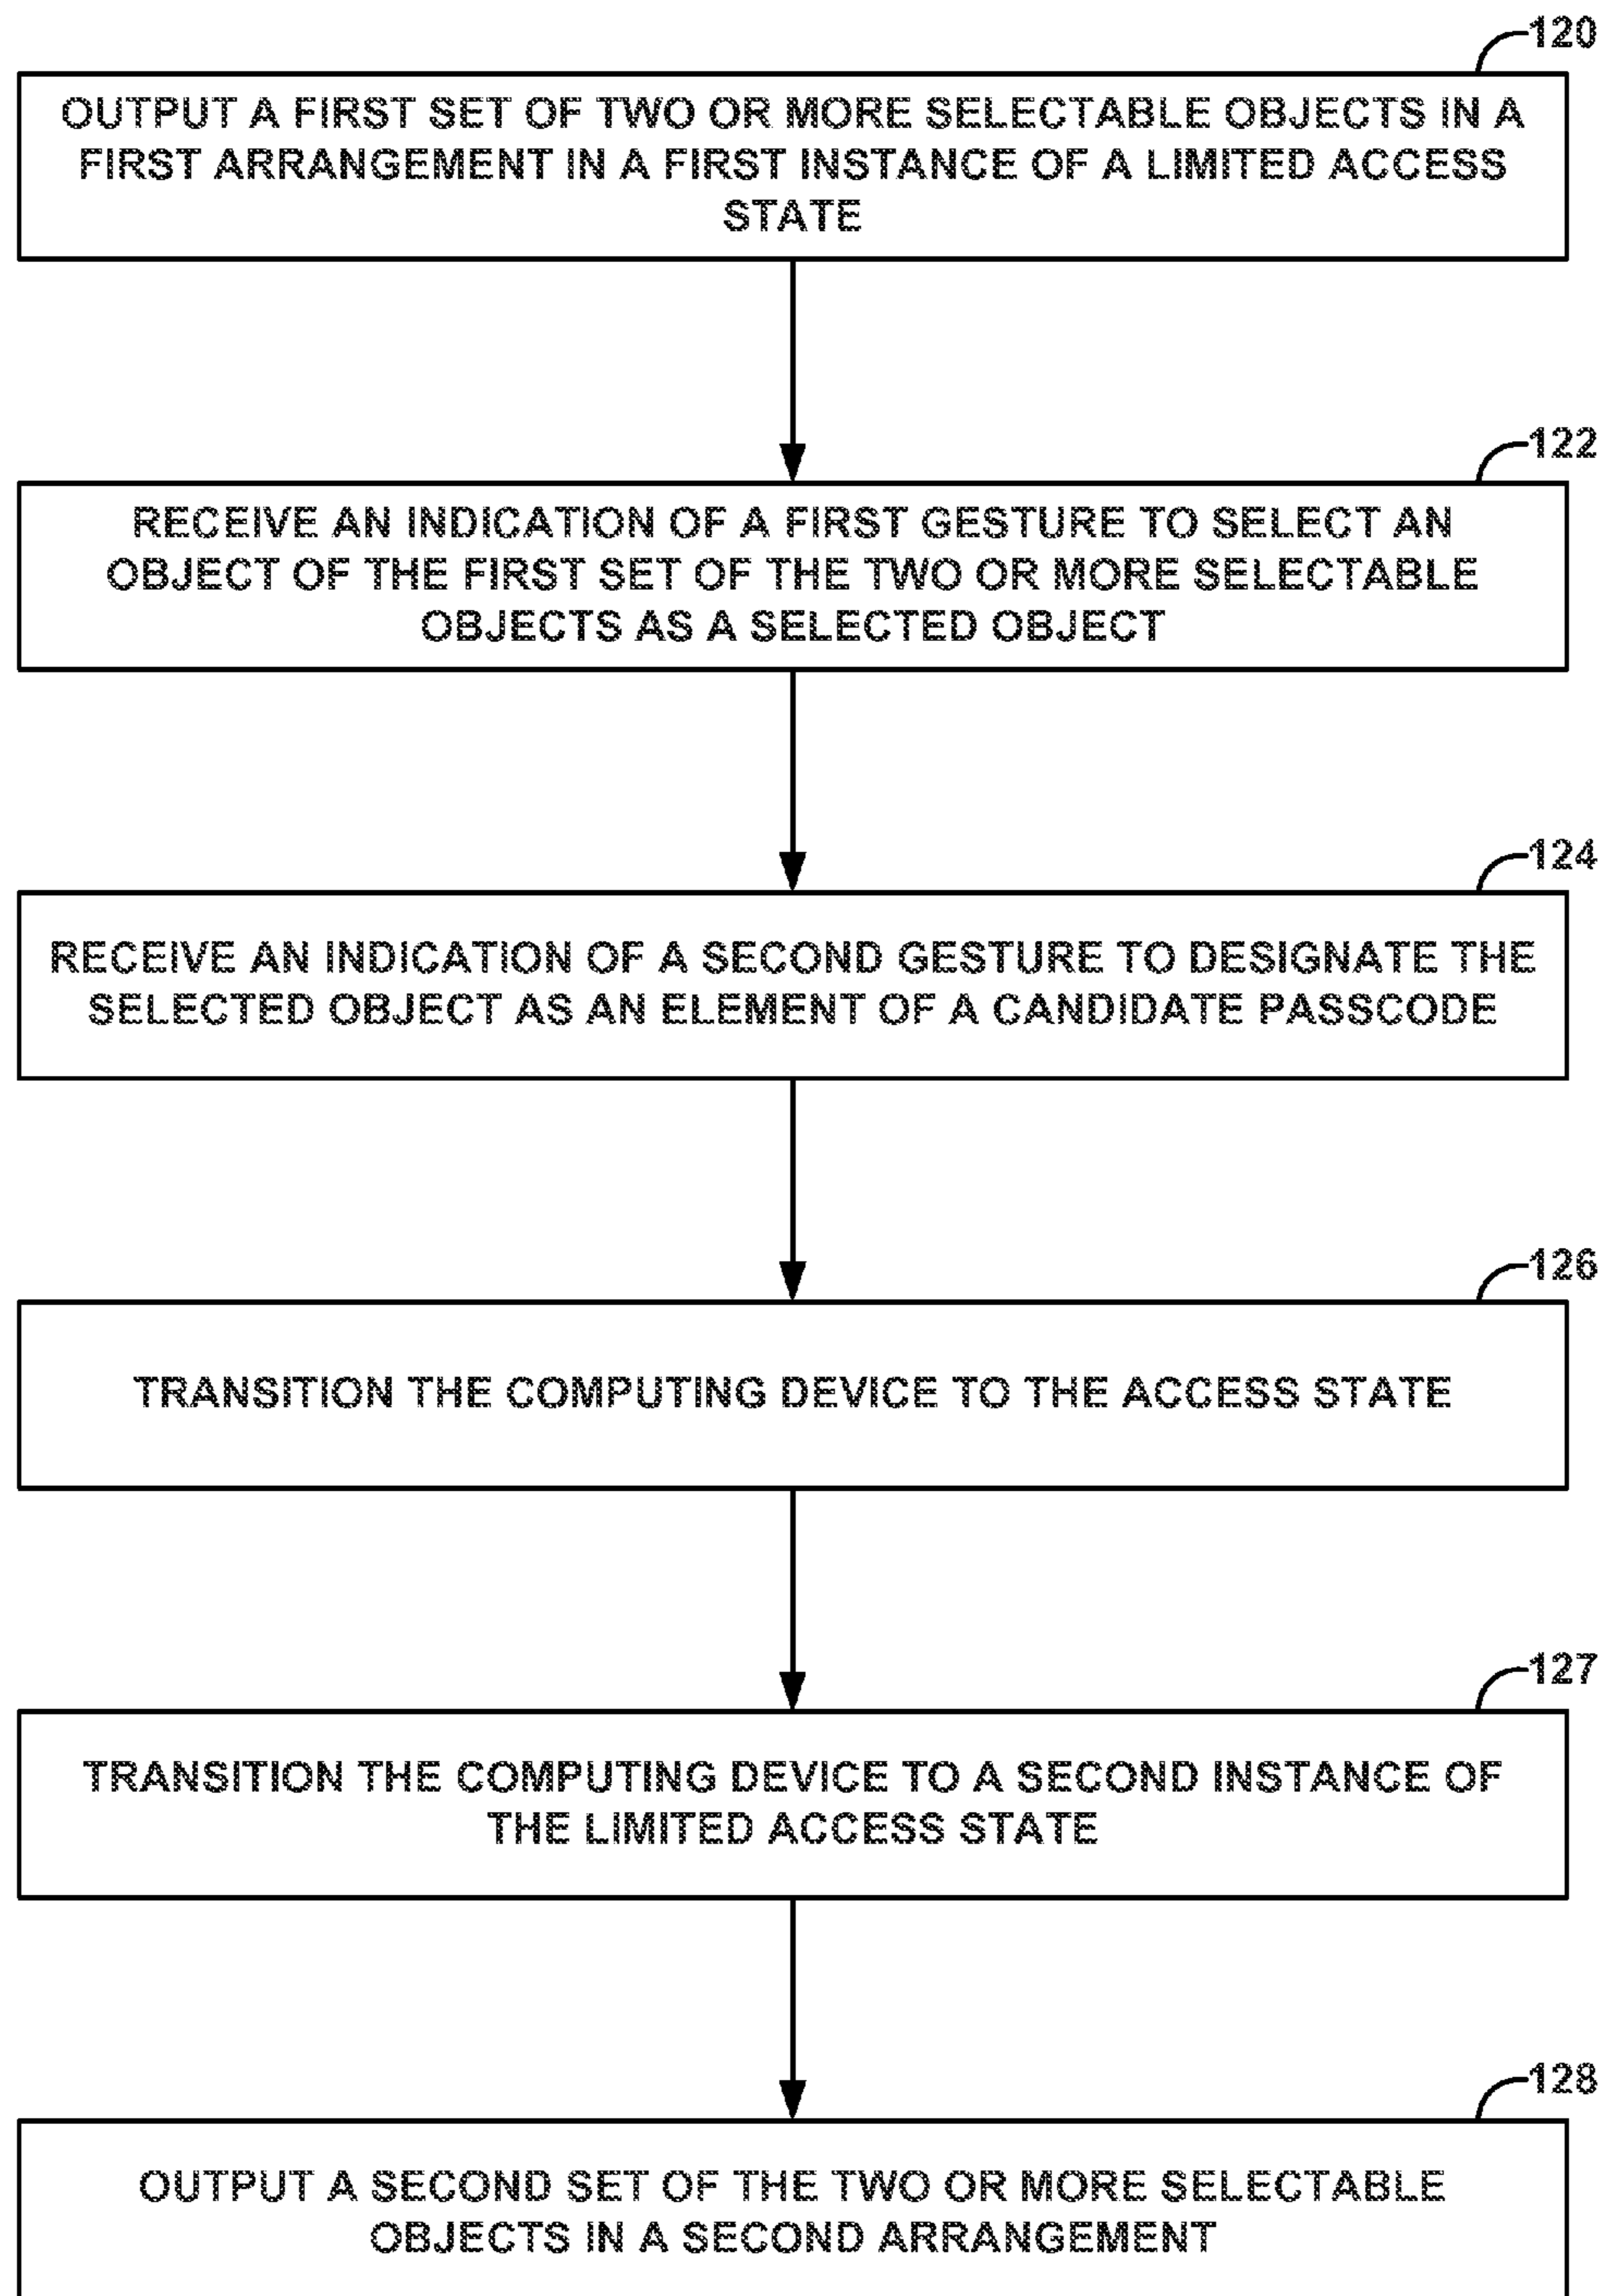 120
OUTPUT A FIRST SET OF TWO OR MORE SELECTABLE OBJECTS IN A
FIRST ARRANGEMENT IN A FIRST INSTANCE OF A LIMITED ACCESS
STATE
122
RECEIVE AN INDICATION OF A FIRST GESTURE TO SELECT AN
OBJECT OF THE FIRST SET OF THE TWO OR MORE SELECTABLE
OBJECTS AS A SELECTED OBJECT
124
RECEIVE AN INDICATION OF A SECOND GESTURE TO DESIGNATE THE
SELECTED OBJECT AS AN ELEMENT OF A CANDIDATE PASSCODE
126
TRANSITION THE COMPUTING DEVICE TO THE ACCESS STATE
127
TRANSITION THE COMPUTING DEVICE TO A SECOND INSTANCE OF
THE LIMITED ACCESS STATE
128
OUTPUT A SECOND SET OF THE TWO OR MORE SELECTABLE
OBJECTS IN A SECOND ARRANGEMENT